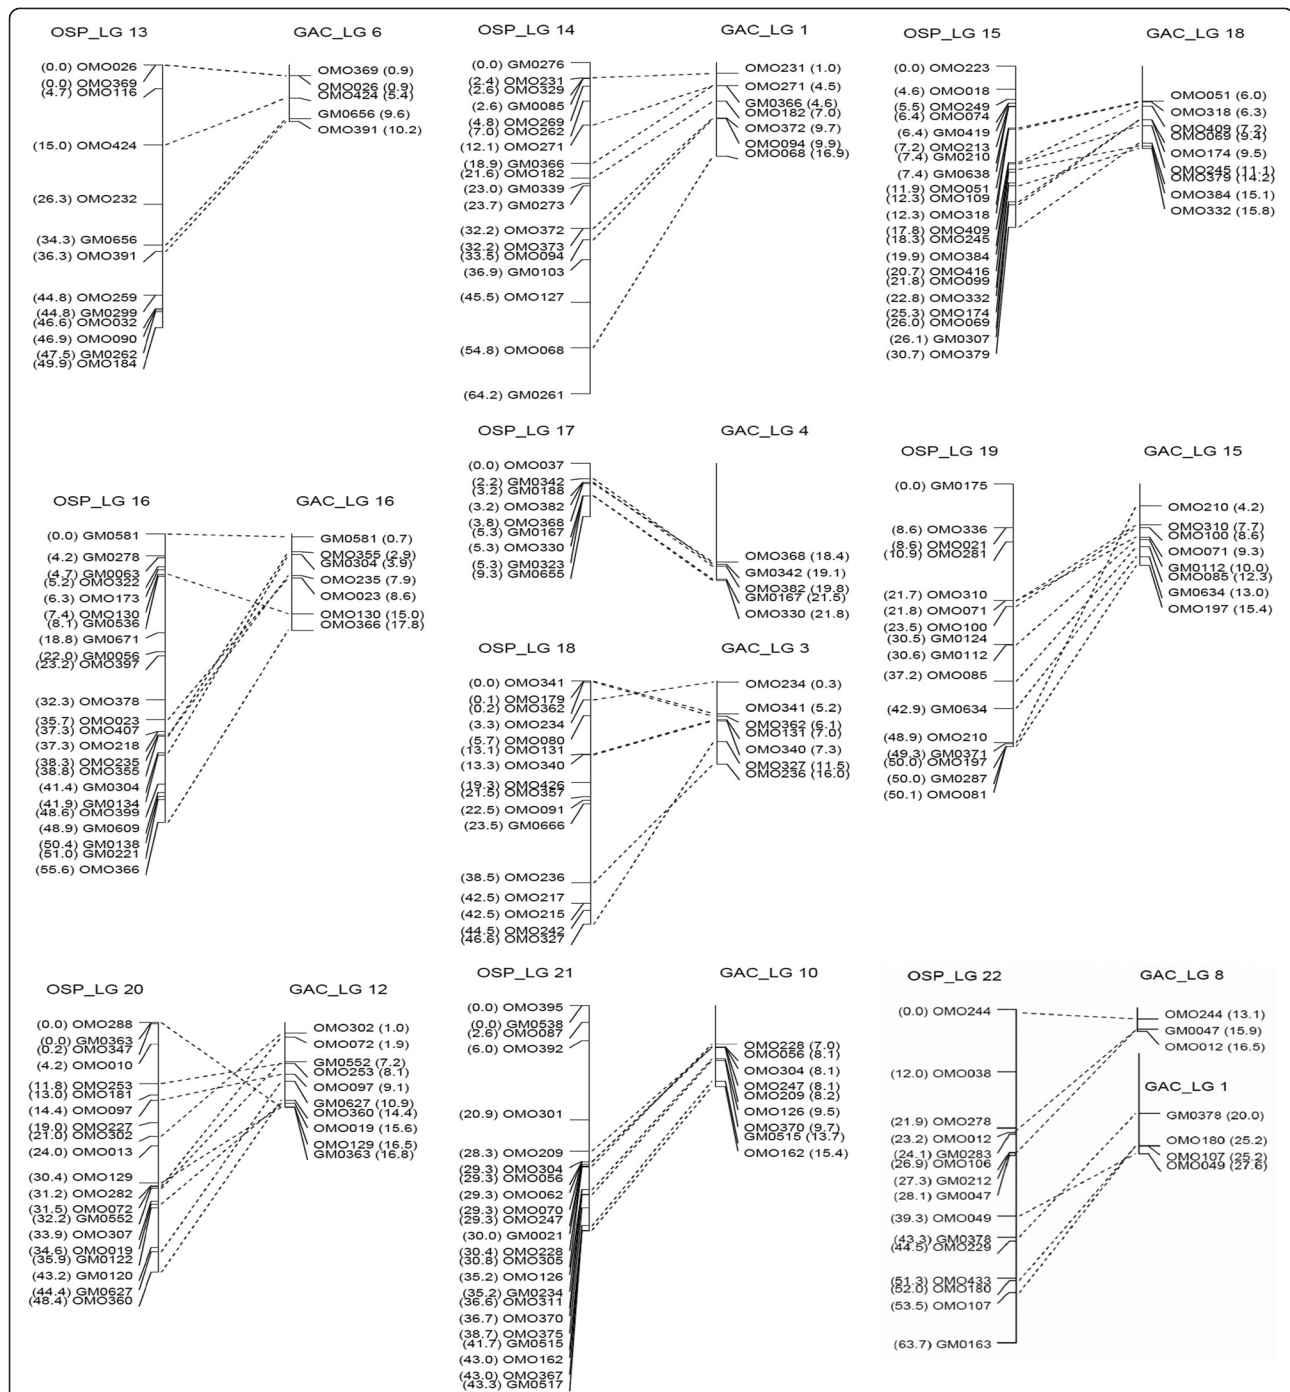 OSP_LG 13
GAC_LG 6
(0.0) OMO026
(0.0) OMO369
(4.7) OMO116
(15.0) OMO424
(26.3) OMO232
(34.3) GM0656
(36.3) OMO391
(44.8) OMO259
(44.8) GM0299
(46.6) OMO032
(46.9) OMO090
(47.5) GM0262
(49.9) OMO184
OMO369 (0.9)
OMO026 (0.9)
OMO424 (5.4)
GM0656 (9.6)
OMO391 (10.2)
OSP_LG 14
GAC_LG 1
(0.0) GM0276
(2.4) OMO231
(2.6) OMO329
(2.6) GM0085
(4.8) OMO269
(7.0) OMO262
(12.1) OMO271
(18.9) GM0366
(21.6) OMO182
(23.0) GM0339
(23.7) GM0273
(32.2) OMO372
(32.2) OMO373
(33.5) OMO094
(36.9) GM0103
(45.5) OMO127
(54.8) OMO068
(64.2) GM0261
OMO231 (1.0)
OMO271 (4.5)
GM0366 (4.6)
OMO182 (7.0)
OMO372 (9.7)
OMO094 (9.9)
OMO068 (16.9)
OSP_LG 15
GAC_LG 18
(0.0) OMO223
(4.6) OMO018
(5.5) OMO249
(6.4) OMO074
(6.4) GM0419
(7.2) OMO213
(7.4) GM0210
(7.4) GM0638
(11.9) OMO051
(12.3) OMO109
(12.3) OMO318
(17.8) OMO409
(18.3) OMO245
(19.9) OMO384
(20.7) OMO416
(21.8) OMO099
(22.8) OMO332
(25.3) OMO174
(26.0) OMO069
(26.1) GM0307
(30.7) OMO379
OMO051 (6.0)
OMO318 (6.3)
OMO409 (7.2)
OMO069 (9.4)
OMO174 (9.5)
OMO245 (11.1)
OMO379 (14.2)
OMO384 (15.1)
OMO332 (15.8)
OSP_LG 16
GAC_LG 16
(0.0) GM0581
(4.2) GM0278
(4.7) GM0063
(5.2) OMO322
(6.3) OMO173
(7.4) OMO130
(8.1) GM0536
(18.8) GM0671
(22.0) GM0056
(23.2) OMO397
(32.3) OMO378
(35.7) OMO023
(37.3) OMO407
(37.3) OMO218
(38.3) OMO235
(38.8) OMO355
(41.4) GM0304
(41.9) GM0134
(48.6) OMO399
(48.9) GM0609
(50.4) GM0138
(51.0) GM0221
(55.6) OMO366
GM0581 (0.7)
OMO355 (2.9)
GM0304 (3.9)
OMO235 (7.9)
OMO023 (8.6)
OMO130 (15.0)
OMO366 (17.8)
OSP_LG 17
GAC_LG 4
(0.0) OMO037
(2.2) GM0342
(3.2) GM0188
(3.2) OMO382
(3.8) OMO368
(5.3) GM0167
(5.3) OMO330
(5.3) GM0323
(9.3) GM0655
OMO368 (18.4)
GM0342 (19.1)
OMO382 (19.8)
GM0167 (21.5)
OMO330 (21.8)
OSP_LG 18
GAC_LG 3
(0.0) OMO341
(0.1) OMO179
(0.2) OMO362
(3.3) OMO234
(5.7) OMO080
(13.1) OMO131
(13.3) OMO340
(19.3) OMO426
(21.5) OMO357
(22.5) OMO091
(23.5) GM0666
(38.5) OMO236
(42.5) OMO217
(42.5) OMO215
(44.5) OMO242
(46.6) OMO327
OMO234 (0.3)
OMO341 (5.2)
OMO362 (6.1)
OMO131 (7.0)
OMO340 (7.3)
OMO327 (11.5)
OMO236 (16.0)
OSP_LG 19
GAC_LG 15
(0.0) GM0175
(8.6) OMO336
(8.6) OMO021
(10.9) OMO281
(21.7) OMO310
(21.8) OMO071
(23.5) OMO100
(30.5) GM0124
(30.6) GM0112
(37.2) OMO085
(42.9) GM0634
(48.9) OMO210
(49.3) GM0371
(50.0) OMO197
(50.0) GM0287
(50.1) OMO081
OMO210 (4.2)
OMO310 (7.7)
OMO100 (8.6)
OMO071 (9.3)
GM0112 (10.0)
OMO085 (12.3)
GM0634 (13.0)
OMO197 (15.4)
OSP_LG 20
GAC_LG 12
(0.0) OMO288
(0.0) GM0363
(0.2) OMO347
(4.2) OMO010
(11.8) OMO253
(13.0) OMO181
(14.4) OMO097
(19.0) OMO227
(21.0) OMO302
(24.0) OMO013
(30.4) OMO129
(31.2) OMO282
(31.5) OMO072
(32.2) GM0552
(33.9) OMO307
(34.6) OMO019
(35.9) GM0122
(43.2) GM0120
(44.4) GM0627
(48.4) OMO360
OMO302 (1.0)
OMO072 (1.9)
GM0552 (7.2)
OMO253 (8.1)
OMO097 (9.1)
GM0627 (10.9)
OMO360 (14.4)
OMO019 (15.6)
OMO129 (16.5)
GM0363 (16.8)
OSP_LG 21
GAC_LG 10
(0.0) OMO395
(0.0) GM0538
(2.6) OMO087
(6.0) OMO392
(20.9) OMO301
(28.3) OMO209
(29.3) OMO304
(29.3) OMO056
(29.3) OMO062
(29.3) OMO070
(29.3) OMO247
(30.0) GM0021
(30.4) OMO228
(30.8) OMO305
(35.2) OMO126
(35.2) GM0234
(36.6) OMO311
(36.7) OMO370
(38.7) OMO375
(41.7) GM0515
(43.0) OMO162
(43.0) OMO367
(43.3) GM0517
OMO228 (7.0)
OMO056 (8.1)
OMO304 (8.1)
OMO247 (8.1)
OMO209 (8.2)
OMO126 (9.5)
OMO370 (9.7)
GM0515 (13.7)
OMO162 (15.4)
OSP_LG 22
GAC_LG 8
(0.0) OMO244
(12.0) OMO038
(21.9) OMO278
(23.2) OMO012
(24.1) GM0283
(26.9) OMO106
(27.3) GM0212
(28.1) GM0047
(39.3) OMO049
(43.3) GM0378
(44.5) OMO229
(51.3) OMO433
(52.0) OMO180
(53.5) OMO107
(63.7) GM0163
OMO244 (13.1)
GM0047 (15.9)
OMO012 (16.5)
GAC_LG 1
GM0378 (20.0)
OMO180 (25.2)
OMO107 (25.2)
OMO049 (27.6)